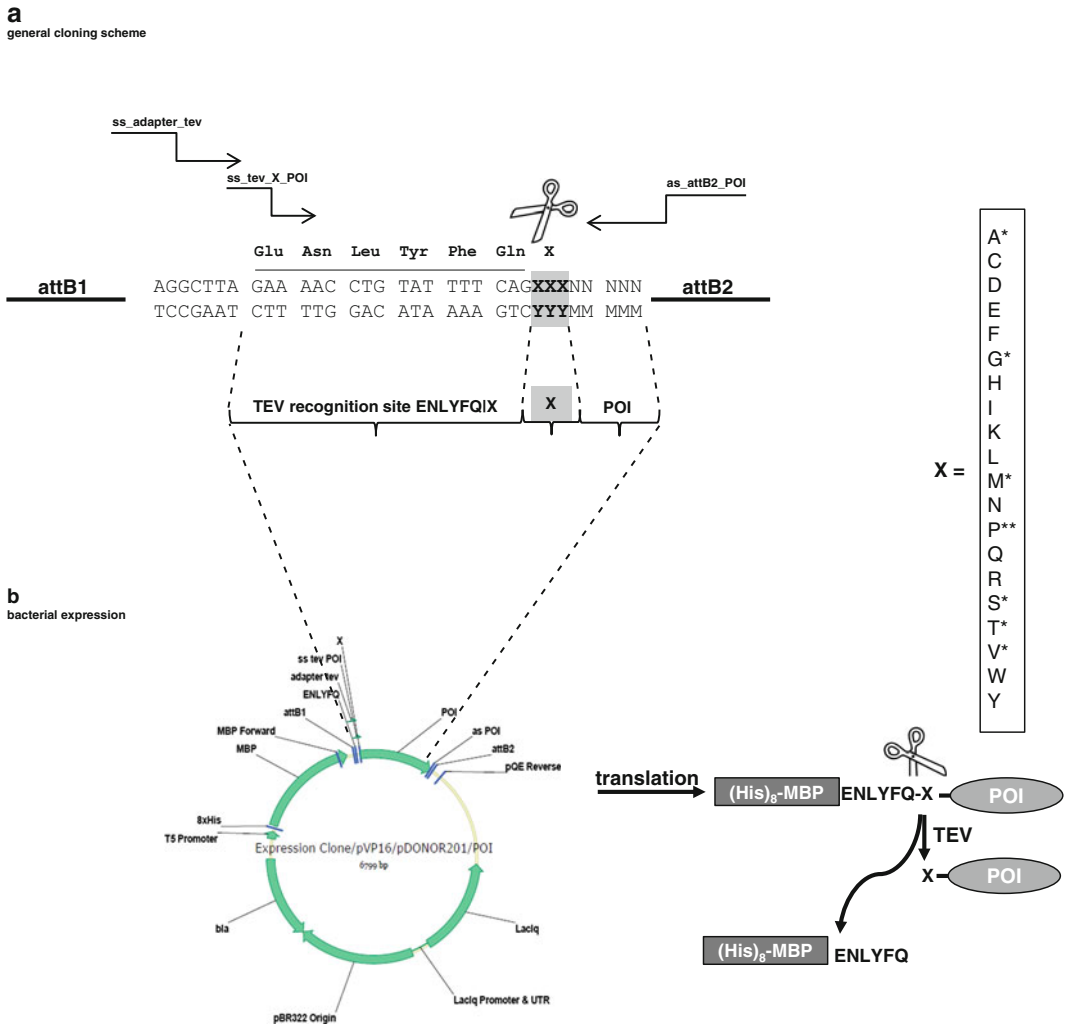 a
general cloning scheme
ss_adapter_tev
ss_tev_X_POI
as_attB2_POI
Glu Asn Leu Tyr Phe Gln X
attB1 AGGCTTA GAA AAC CTG TAT TTT CAGXXXNN NNN attB2
TCCGAAT CTT TTG GAC ATA AAA GTCYYYMM MMM
TEV recognition site ENLYFQ|X X POI
X =
A*
C
D
E
F
G*
H
I
K
L
M*
N
P**
Q
R
S*
T*
V*
W
Y
b
bacterial expression
X
ss tev POI
adapter tev
ENLYFQ
attB1
MBP Forward
MBP
8xHis
T5 Promoter
bla
pBR322 Origin
LacIq Promoter & UTR
LacIq
POI
as POI
attB2
pQE Reverse
Expression Clone/pVP16/pDONOR201/POI
6799 bp
translation
(His)8-MBP ENLYFQ-X POI
TEV
X POI
(His)8-MBP ENLYFQ